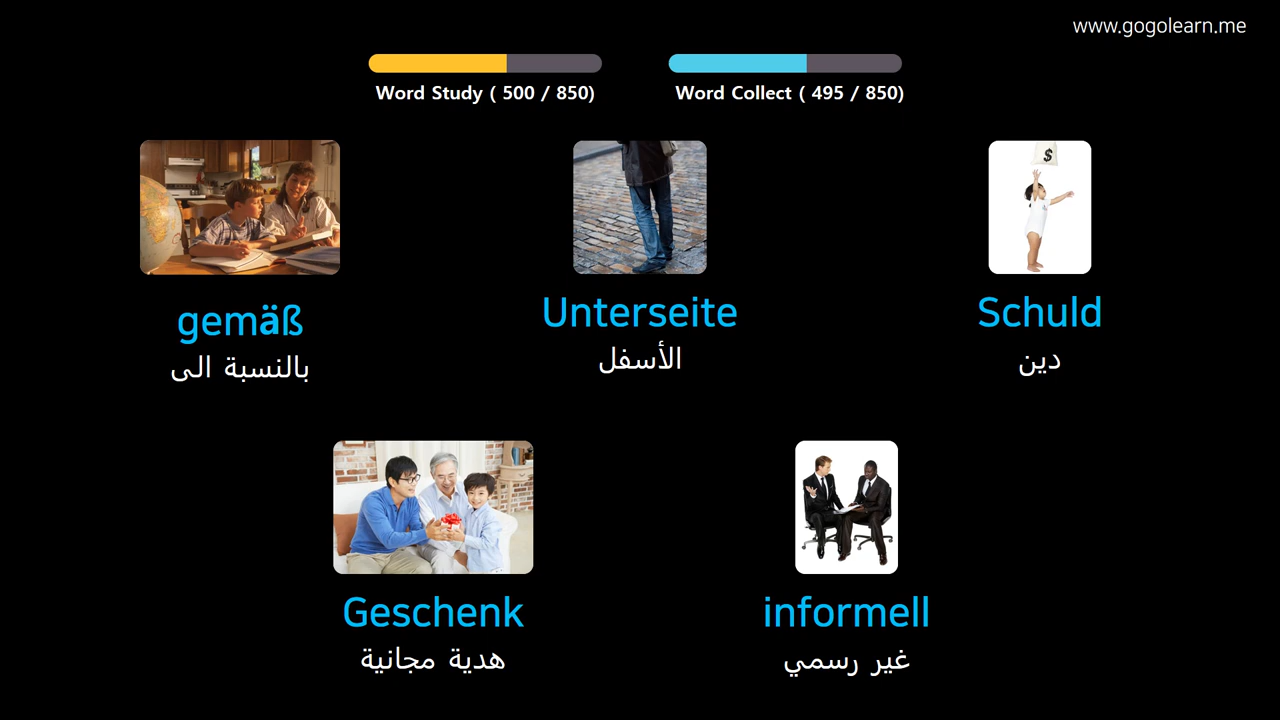 www.gogolearn.me
Word Study ( 500 / 850)
Word Collect ( 495 / 850)
$
gemäß
بالنسبة الى
Unterseite
الأسفل
Schuld
دين
Geschenk
هدية مجانية
informell
غير رسمي